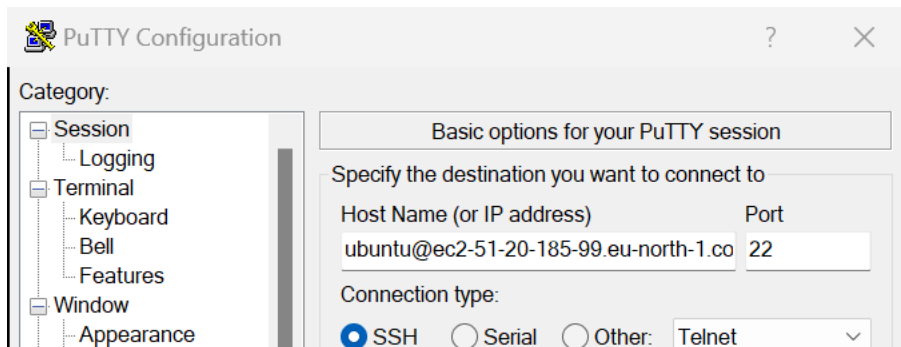 PuTTY Configuration
Category:
Session
Logging
Terminal
Keyboard
Bell
Features
Window
Appearance
Basic options for your PuTTY session
Specify the destination you want to connect to
Host Name (or IP address) Port
ubuntu@ec2-51-20-185-99.eu-north-1.co 22
Connection type:
SSH Serial Other: Telnet